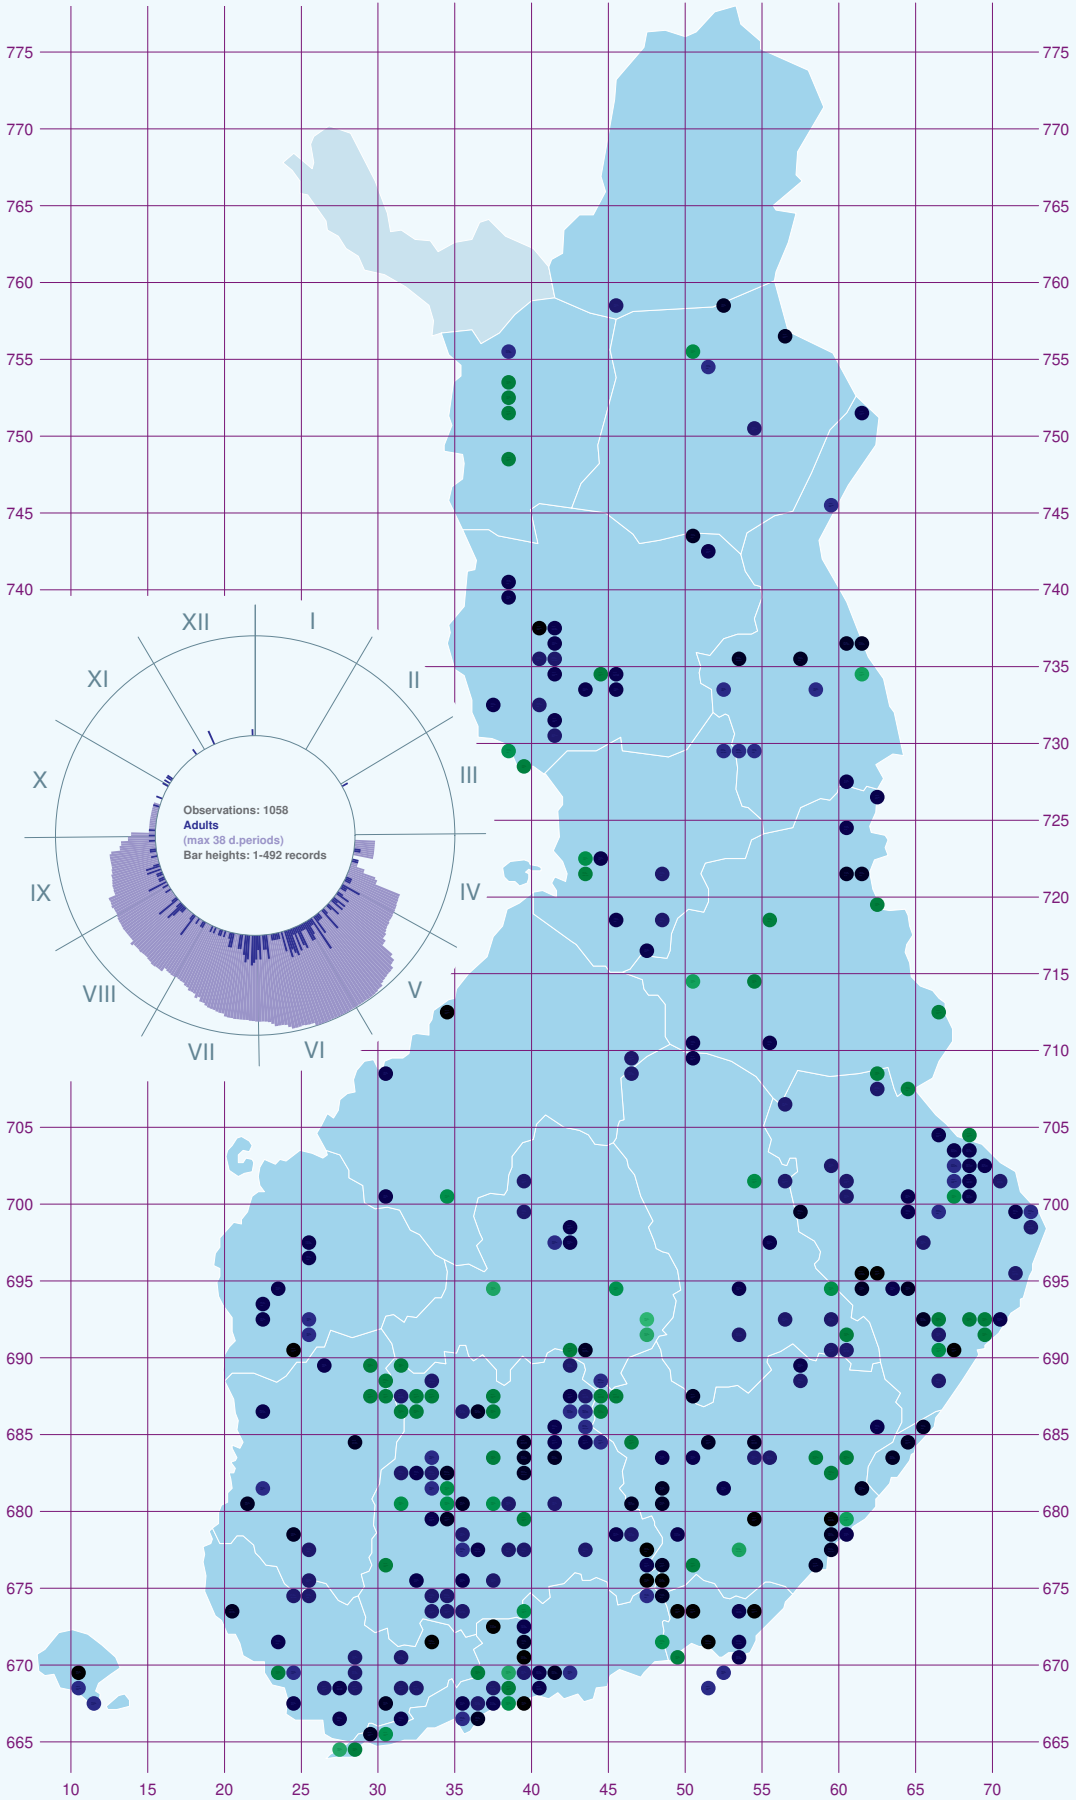 775 775
770 770
765 765
760 760
755 755
750 750
745 745
740 740
XII I
XI II
735 735
730 730
X III
Observations: 1058
Adults
(max 38 d.periods)
Bar heights: 1-492 records
725 725
IX IV
720 720
715 715
VIII V
VII VI
710 710
705 705
700 700
695 695
690 690
685 685
680 680
675 675
670 670
665 665
10 15 20 25 30 35 40 45 50 55 60 65 70